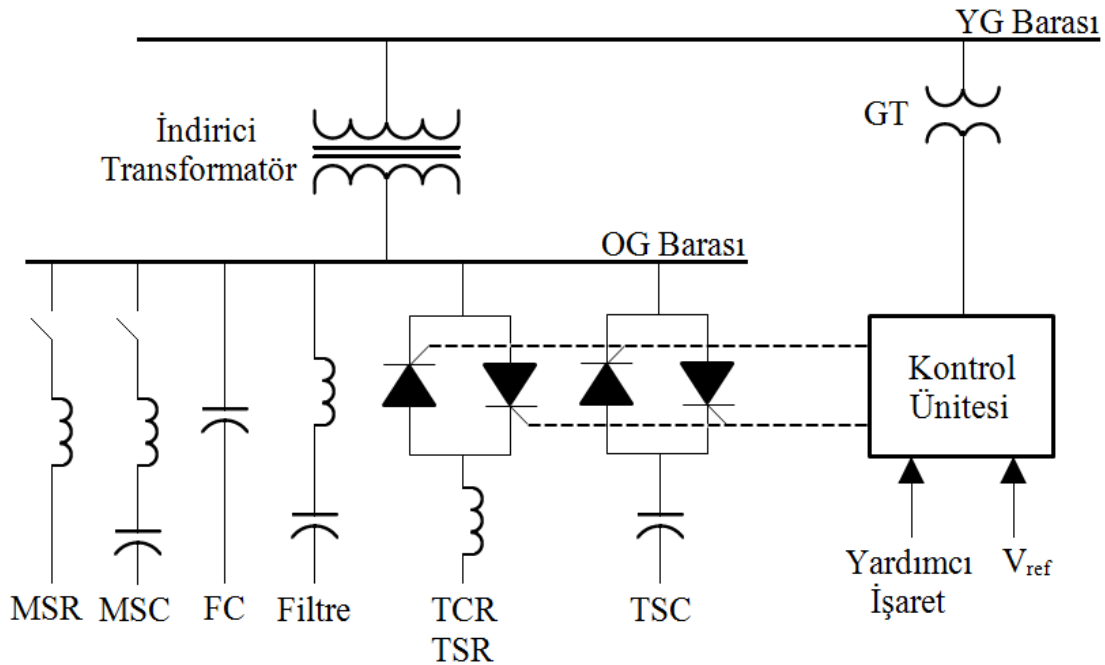 YG Barası
GT
İndirici
Transformatör
OG Barası
Kontrol
Ünitesi
Yardımcı
İşaret
Vref
MSR
MSC
FC
Filtre
TCR
TSR
TSC